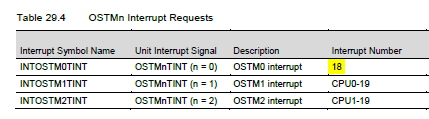 Table 29.4 OSTMn Interrupt Requests
Interrupt Symbol Name Unit Interrupt Signal Description Interrupt Number
INTOSTM0TINT OSTMnTINT (n = 0) OSTM0 interrupt 18
INTOSTM1TINT OSTMnTINT (n = 1) OSTM1 interrupt CPU0-19
INTOSTM2TINT OSTMnTINT (n = 2) OSTM2 interrupt CPU1-19